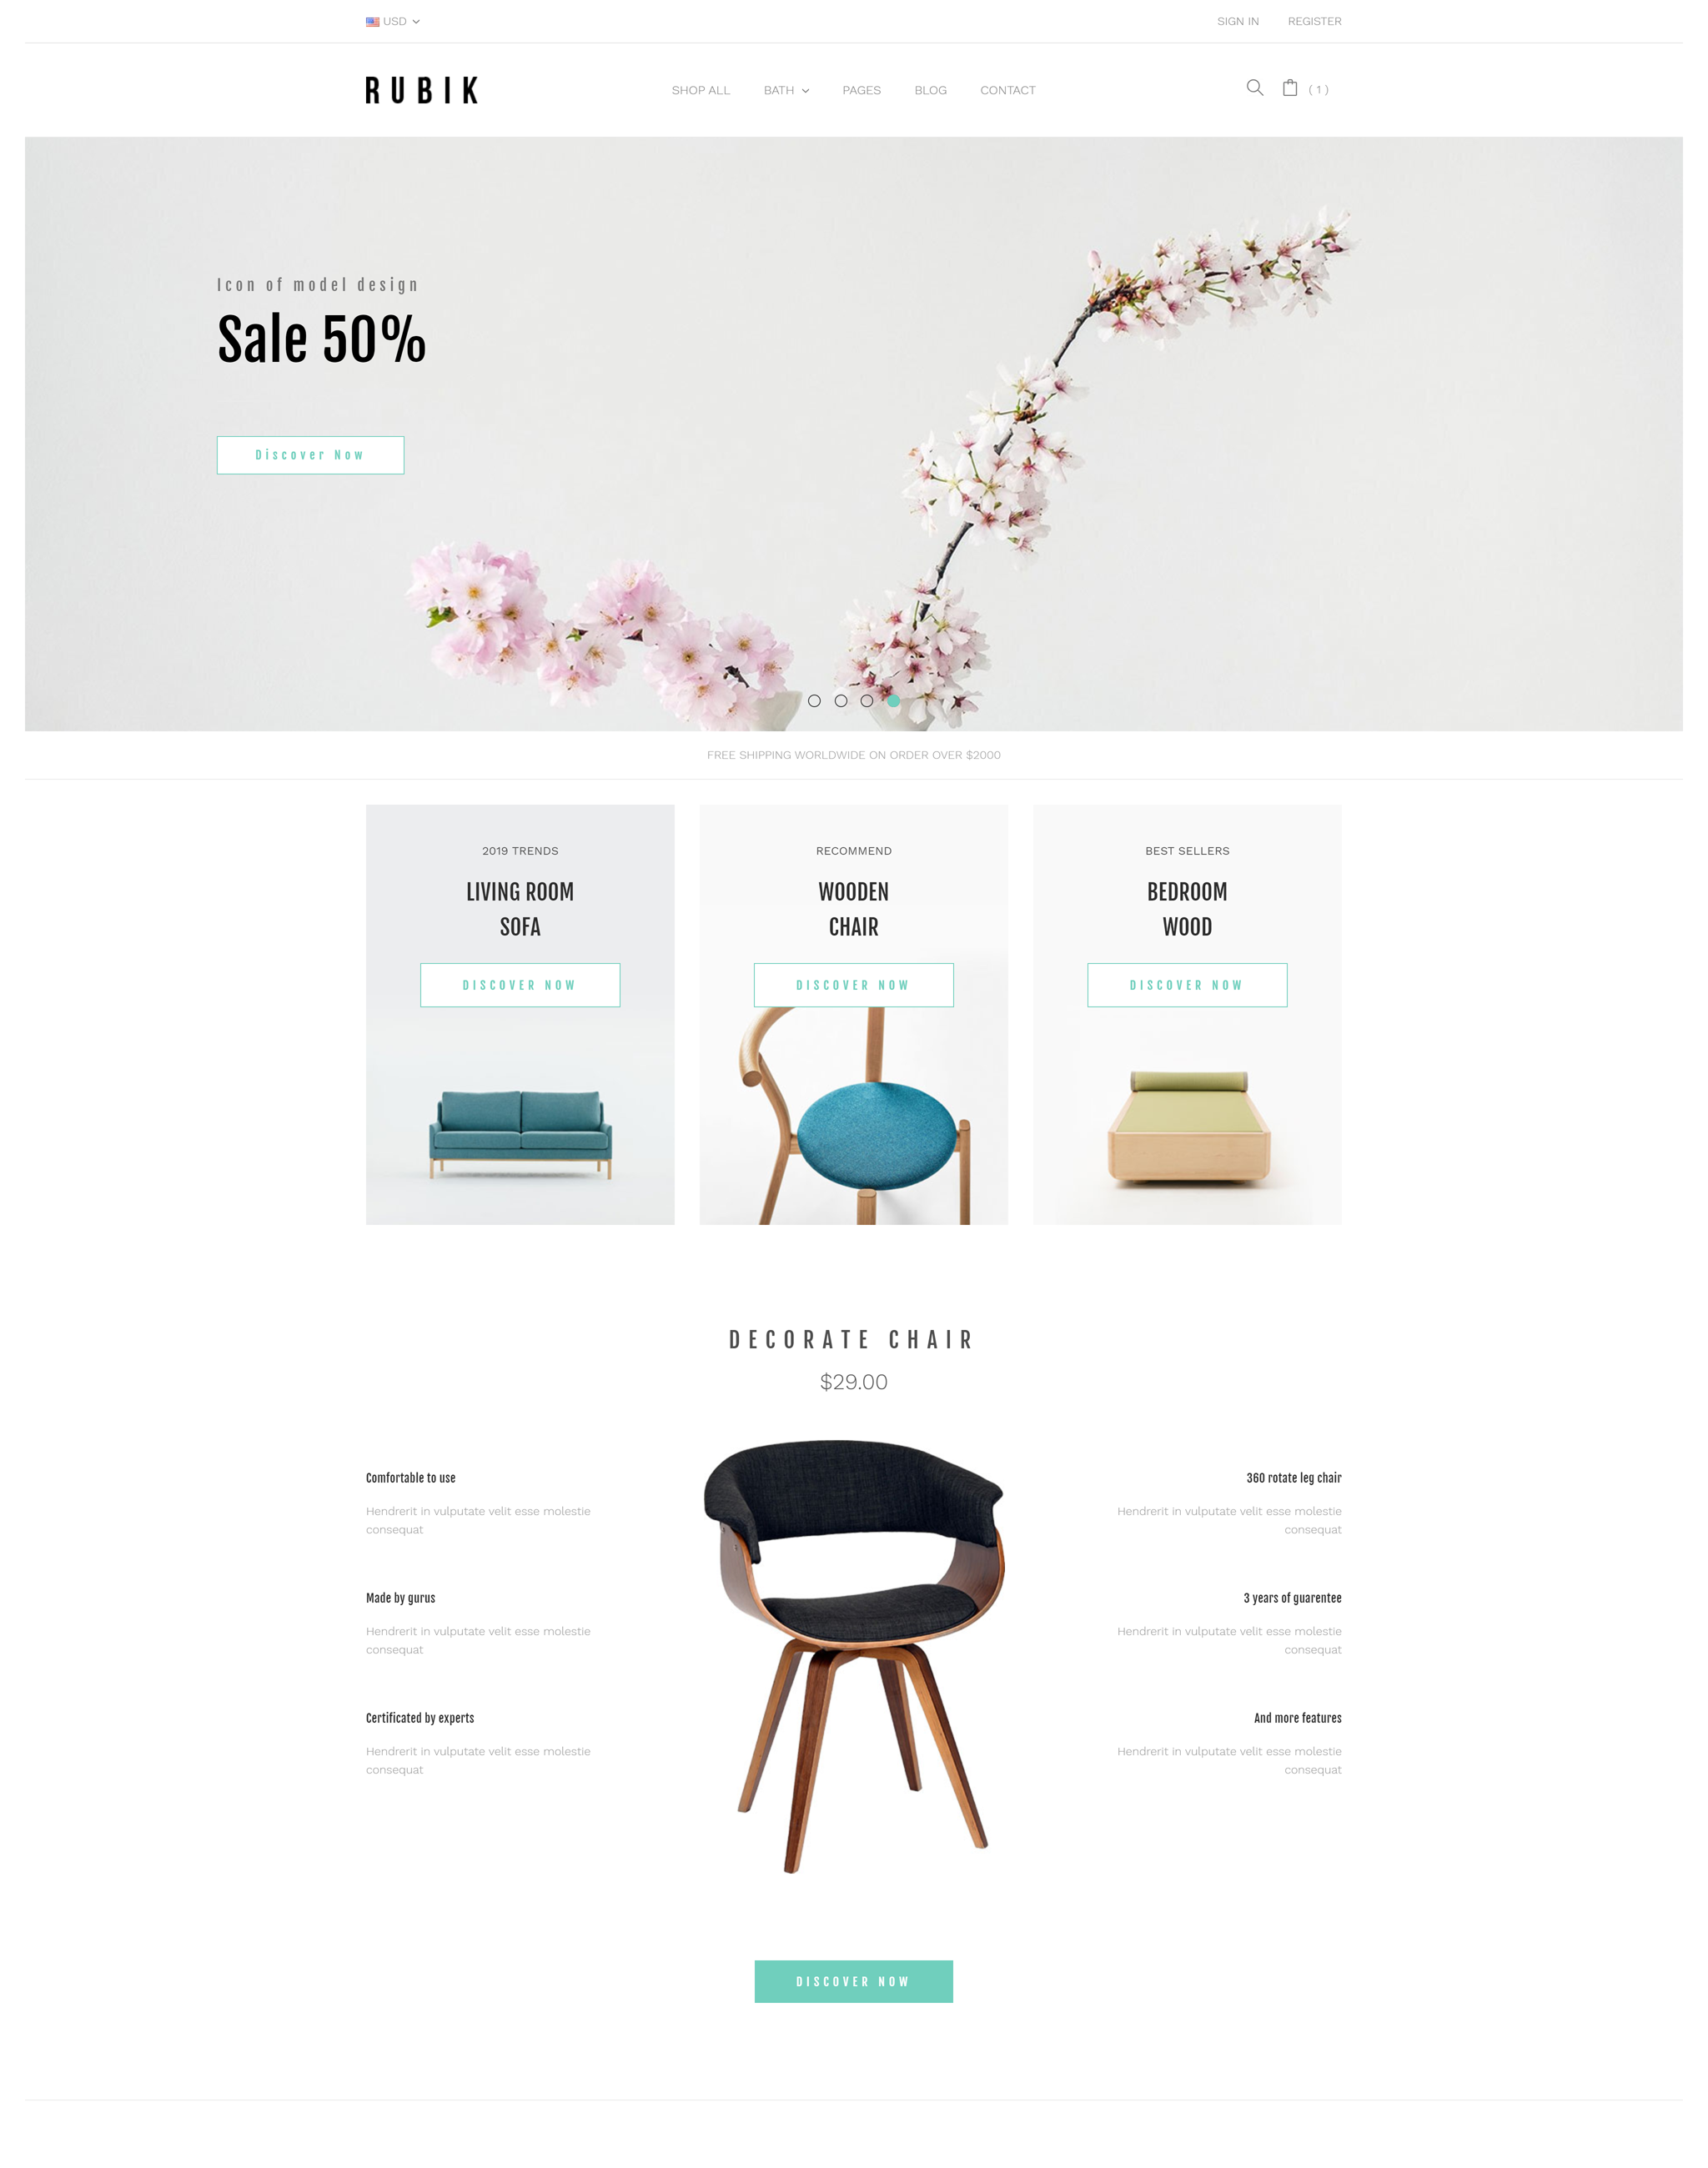 USD
SIGN IN
REGISTER
RUBIK
SHOP ALL
BATH
PAGES
BLOG
CONTACT
( 1 )
Icon of model design
Sale 50%
Discover Now
FREE SHIPPING WORLDWIDE ON ORDER OVER $2000
2019 TRENDS
LIVING ROOM
SOFA
DISCOVER NOW
RECOMMEND
WOODEN
CHAIR
DISCOVER NOW
BEST SELLERS
BEDROOM
WOOD
DISCOVER NOW
DECORATE CHAIR
$29.00
Comfortable to use
Hendrerit in vulputate velit esse molestie
consequat
Made by gurus
Hendrerit in vulputate velit esse molestie
consequat
Certificated by experts
Hendrerit in vulputate velit esse molestie
consequat
360 rotate leg chair
Hendrerit in vulputate velit esse molestie
consequat
3 years of guarentee
Hendrerit in vulputate velit esse molestie
consequat
And more features
Hendrerit in vulputate velit esse molestie
consequat
DISCOVER NOW